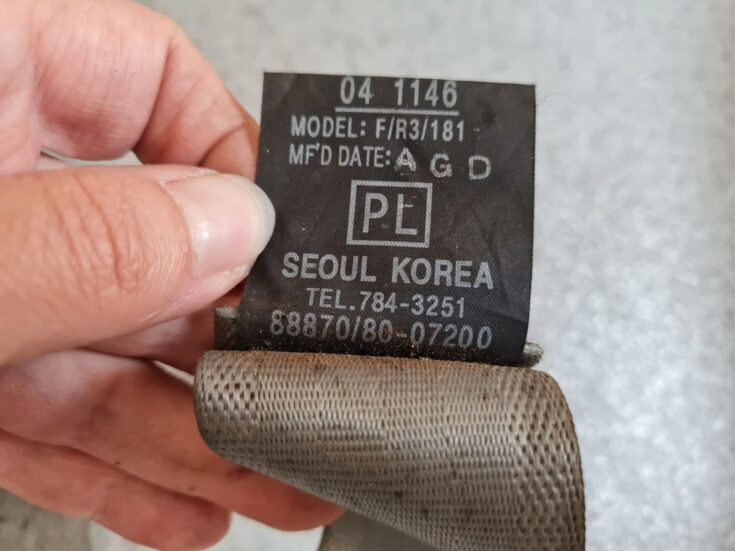 04 1146
MODEL: F/R3/181
MF'D DATE: A G D
PL
SEOUL KOREA
TEL.784-3251
88870/80-07200